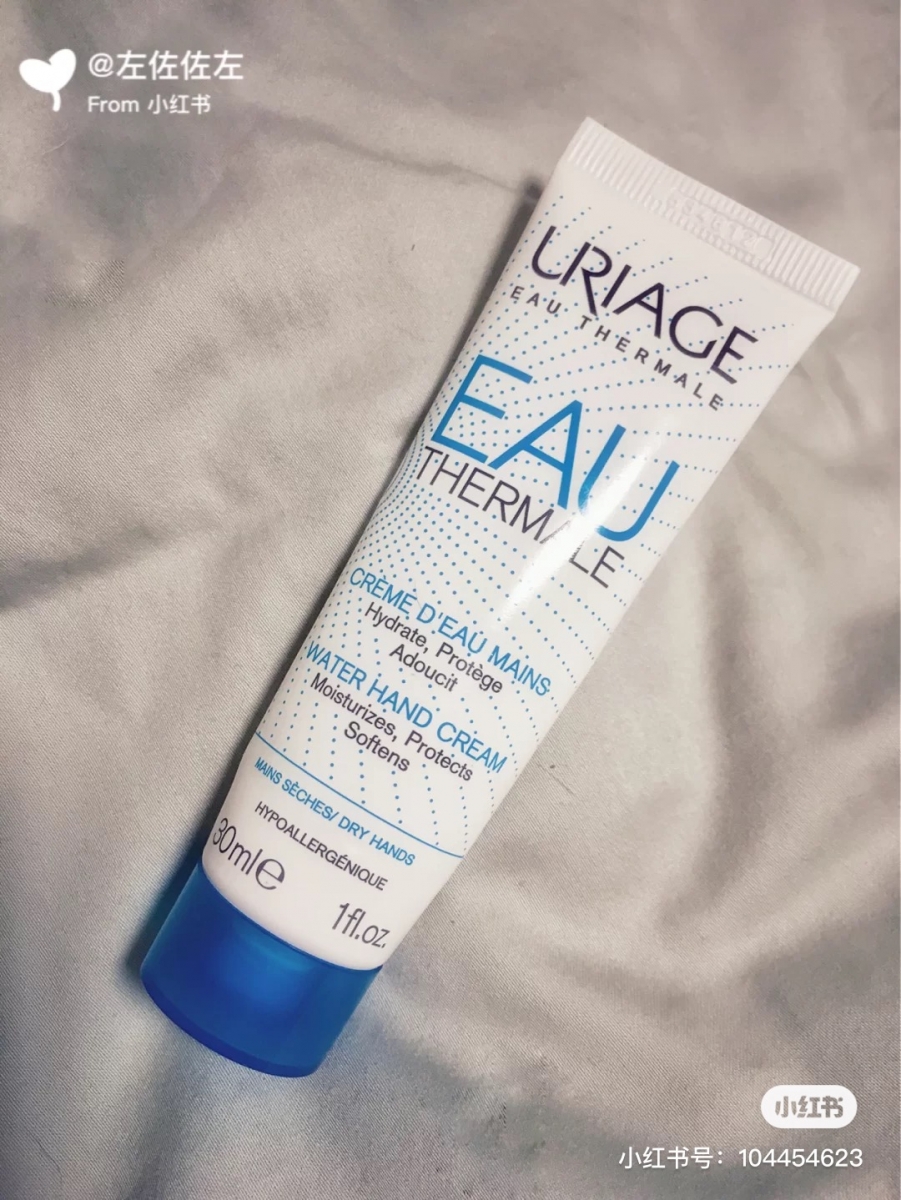 @左佐佐左
From 小红书
URIAGE
EAU THERMALE
EAU
THERMALE
CRÈME D'EAU MAINS
Hydrate, Protège
Adoucit
WATER HAND CREAM
Moisturizes, Protects
Softens
MAINS SÈCHES/ DRY HANDS
HYPOALLERGÉNIQUE
30ml℮
1fl.oz.
小红书
小红书号：104454623